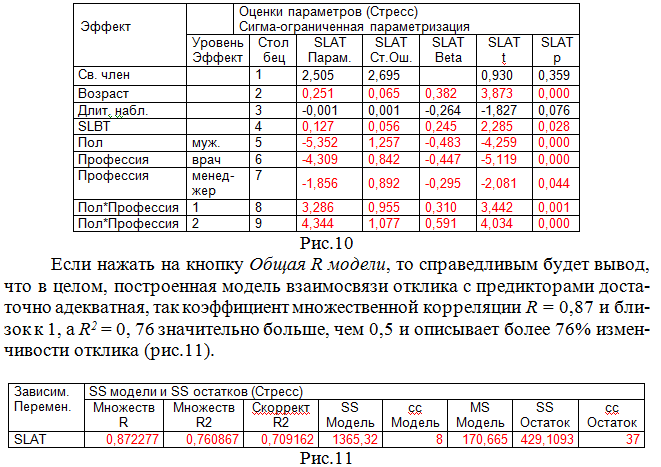 Эффект Оценки параметров (Стресс)
Сигма-ограниченная параметризация
Уровень Эффект Стол бец SLAT Парам. SLAT Ст.Ош. SLAT Beta SLAT t SLAT p
Св. член 1 2,505 2,695 0,930 0,359
Возраст 2 0,251 0,065 0,382 3,873 0,000
Длит. набл. 3 -0,001 0,001 -0,264 -1,827 0,076
SLBT 4 0,127 0,056 0,245 2,285 0,028
Пол муж. 5 -5,352 1,257 -0,483 -4,259 0,000
Профессия врач 6 -4,309 0,842 -0,447 -5,119 0,000
Профессия менед-жер 7 -1,856 0,892 -0,295 -2,081 0,044
Пол*Профессия 1 8 3,286 0,955 0,310 3,442 0,001
Пол*Профессия 2 9 4,344 1,077 0,591 4,034 0,000
Рис.10
Если нажать на кнопку Общая R модели, то справедливым будет вывод,
что в целом, построенная модель взаимосвязи отклика с предикторами доста-
точно адекватная, так коэффициент множественной корреляции R = 0,87 и бли-
зок к 1, а R2 = 0, 76 значительно больше, чем 0,5 и описывает более 76% измен-
чивости отклика (рис.11).
Зависим. Перемен. SS модели и SS остатков (Стресс)
Множеств R Множеств R2 Скоррект R2 SS Модель сс Модель MS Модель SS Остаток сс Остаток
SLAT 0,872277 0,760867 0,709162 1365,32 8 170,665 429,1093 37
Рис.11